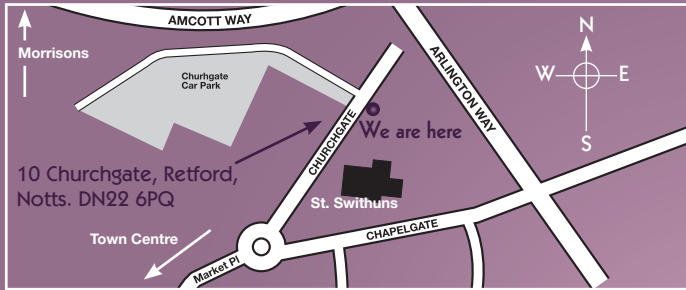 AMCOTT WAY
Morrisons
Churhgate
Car Park
ARLINGTON WAY
N
W
E
S
We are here
CHURCHGATE
10 Churchgate, Retford,
Notts. DN22 6PQ
St. Swithuns
Town Centre
CHAPELGATE
Market Pl